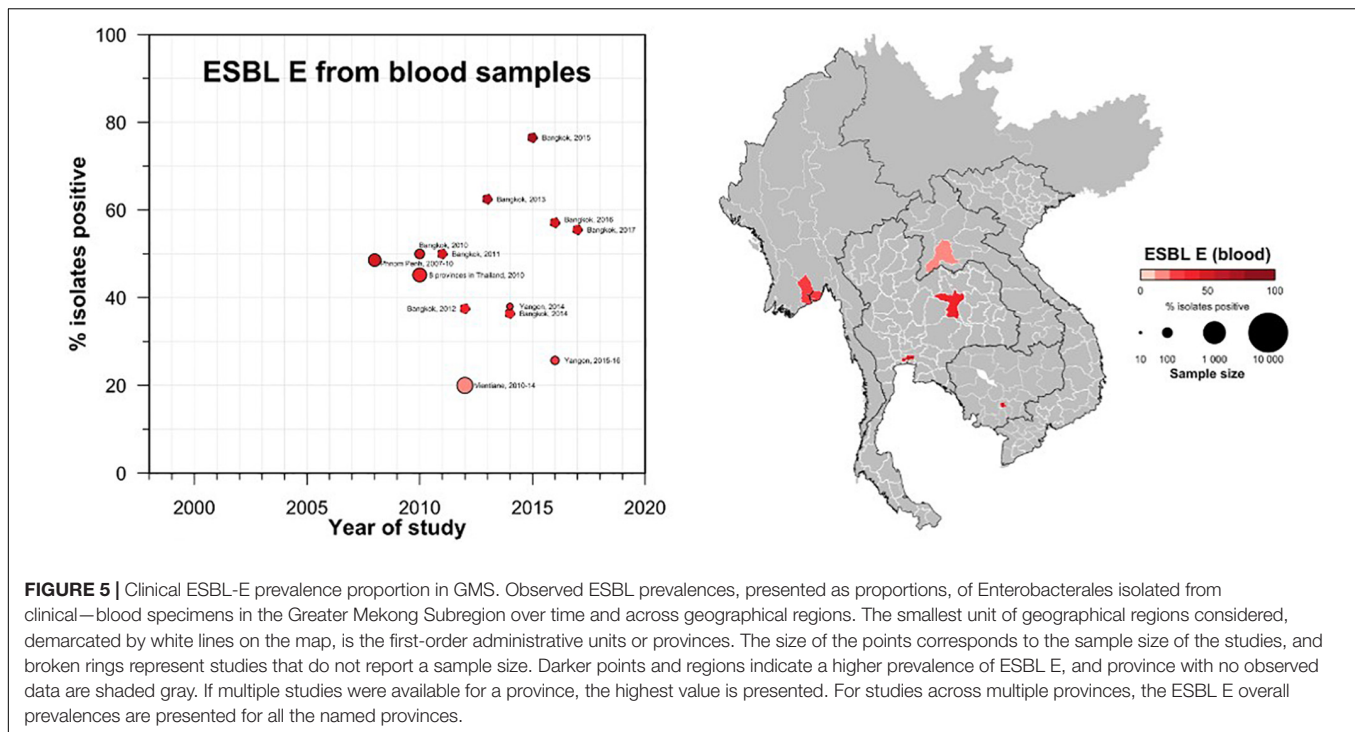 ESBL E from blood samples
% isolates positive
100
80
60
40
20
0
Bangkok, 2015
Bangkok, 2013
Bangkok, 2016
Bangkok, 2017
Bangkok, 2010
Bangkok, 2011
Phnom Penh, 2007-10
8 provinces in Thailand, 2010
Bangkok, 2012
Yangon, 2014
Bangkok, 2014
Yangon, 2015-16
Vientiane, 2010-14
2000 2005 2010 2015 2020
Year of study
ESBL E (blood)
0 50 100
% isolates positive
10 100 1 000 10 000
Sample size
FIGURE 5 | Clinical ESBL-E prevalence proportion in GMS. Observed ESBL prevalences, presented as proportions, of Enterobacterales isolated from
clinical—blood specimens in the Greater Mekong Subregion over time and across geographical regions. The smallest unit of geographical regions considered,
demarcated by white lines on the map, is the first-order administrative units or provinces. The size of the points corresponds to the sample size of the studies, and
broken rings represent studies that do not report a sample size. Darker points and regions indicate a higher prevalence of ESBL E, and province with no observed
data are shaded gray. If multiple studies were available for a province, the highest value is presented. For studies across multiple provinces, the ESBL E overall
prevalences are presented for all the named provinces.